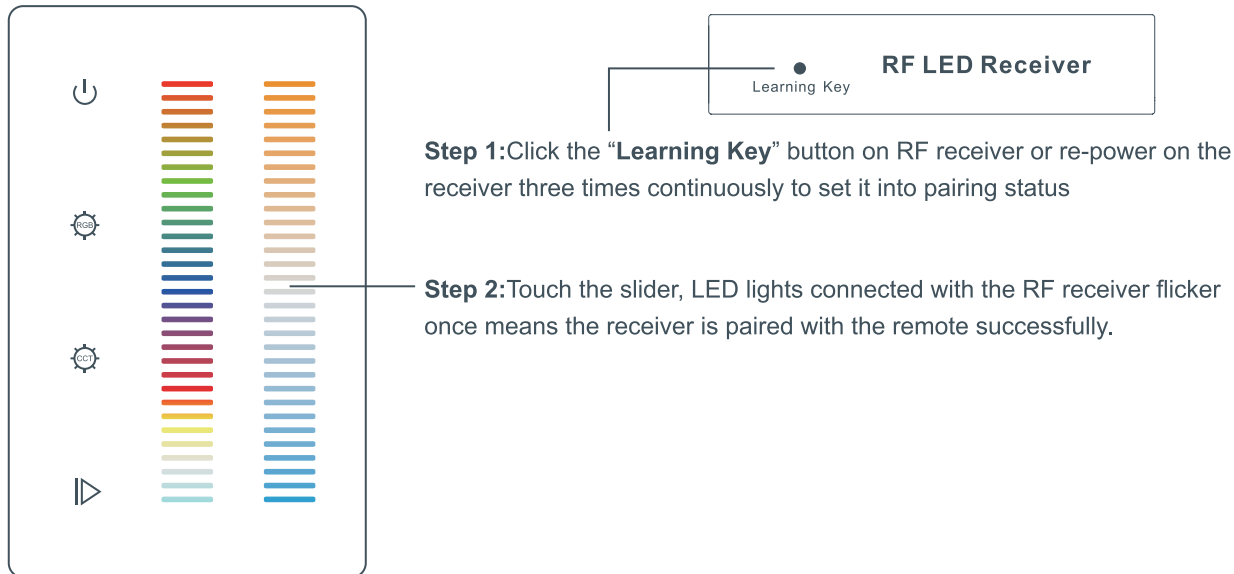 RF LED Receiver
Learning Key
Step 1:Click the “Learning Key” button on RF receiver or re-power on the
receiver three times continuously to set it into pairing status
RGB
Step 2:Touch the slider, LED lights connected with the RF receiver flicker
once means the receiver is paired with the remote successfully.
CCT